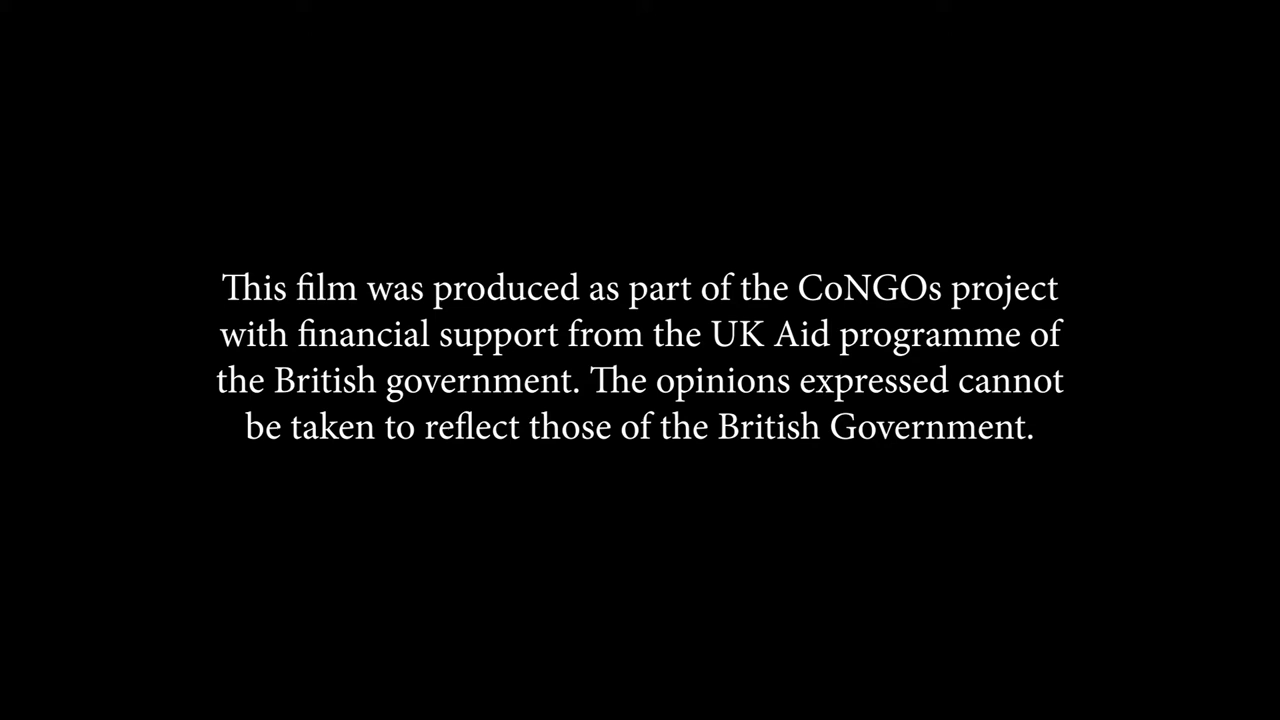 This film was produced as part of the CoNGOs project
with financial support from the UK Aid programme of
the British government. The opinions expressed cannot
be taken to reflect those of the British Government.